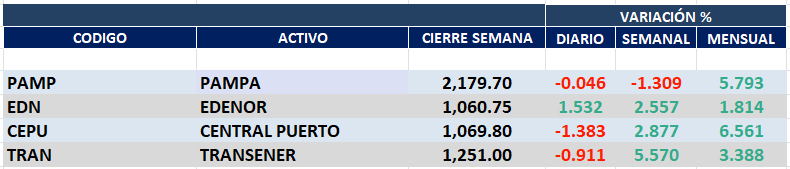 VARIACIÓN %
CODIGO ACTIVO CIERRE SEMANA DIARIO SEMANAL MENSUAL
PAMP PAMPA 2,179.70 -0.046 -1.309 5.793
EDN EDENOR 1,060.75 1.532 2.557 1.814
CEPU CENTRAL PUERTO 1,069.80 -1.383 2.877 6.561
TRAN TRANSENER 1,251.00 -0.911 5.570 3.388